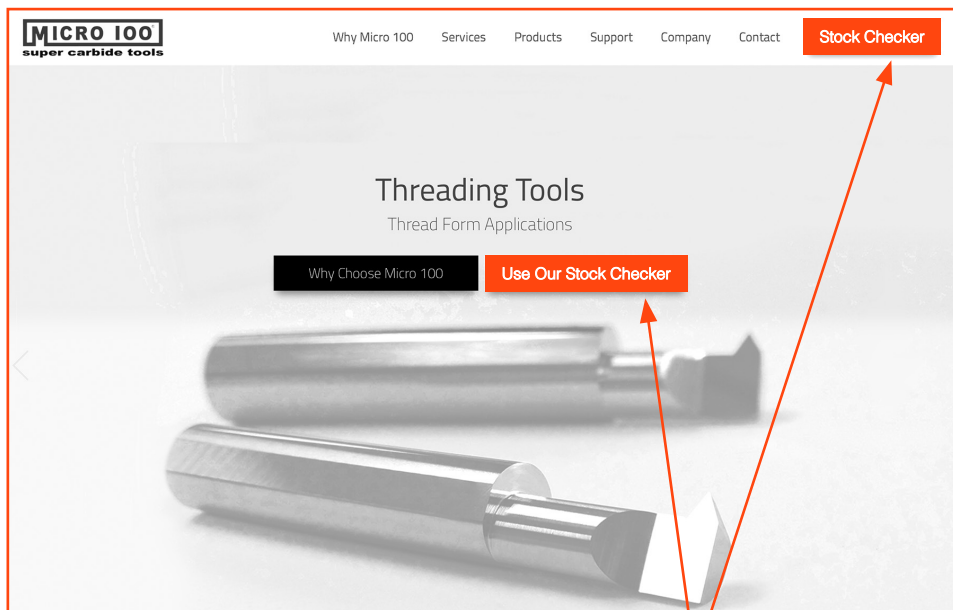 MICRO 100
super carbide tools
Why Micro 100
Services
Products
Support
Company
Contact
Stock Checker
Threading Tools
Thread Form Applications
Why Choose Micro 100
Use Our Stock Checker